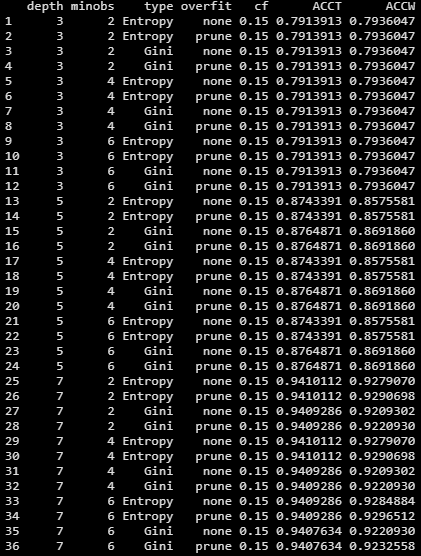 depth minobs type overfit cf ACCT ACCW
1 3 2 Entropy none 0.15 0.7913913 0.7936047
2 3 2 Entropy prune 0.15 0.7913913 0.7936047
3 3 2 Gini none 0.15 0.7913913 0.7936047
4 3 2 Gini prune 0.15 0.7913913 0.7936047
5 3 4 Entropy none 0.15 0.7913913 0.7936047
6 3 4 Entropy prune 0.15 0.7913913 0.7936047
7 3 4 Gini none 0.15 0.7913913 0.7936047
8 3 4 Gini prune 0.15 0.7913913 0.7936047
9 3 6 Entropy none 0.15 0.7913913 0.7936047
10 3 6 Entropy prune 0.15 0.7913913 0.7936047
11 3 6 Gini none 0.15 0.7913913 0.7936047
12 3 6 Gini prune 0.15 0.7913913 0.7936047
13 5 2 Entropy none 0.15 0.8743391 0.8575581
14 5 2 Entropy prune 0.15 0.8743391 0.8575581
15 5 2 Gini none 0.15 0.8764871 0.8691860
16 5 2 Gini prune 0.15 0.8764871 0.8691860
17 5 4 Entropy none 0.15 0.8743391 0.8575581
18 5 4 Entropy prune 0.15 0.8743391 0.8575581
19 5 4 Gini none 0.15 0.8764871 0.8691860
20 5 4 Gini prune 0.15 0.8764871 0.8691860
21 5 6 Entropy none 0.15 0.8743391 0.8575581
22 5 6 Entropy prune 0.15 0.8743391 0.8575581
23 5 6 Gini none 0.15 0.8764871 0.8691860
24 5 6 Gini prune 0.15 0.8764871 0.8691860
25 7 2 Entropy none 0.15 0.9410112 0.9279070
26 7 2 Entropy prune 0.15 0.9410112 0.9290698
27 7 2 Gini none 0.15 0.9409286 0.9209302
28 7 2 Gini prune 0.15 0.9409286 0.9220930
29 7 4 Entropy none 0.15 0.9410112 0.9279070
30 7 4 Entropy prune 0.15 0.9410112 0.9290698
31 7 4 Gini none 0.15 0.9409286 0.9209302
32 7 4 Gini prune 0.15 0.9409286 0.9220930
33 7 6 Entropy none 0.15 0.9409286 0.9284884
34 7 6 Entropy prune 0.15 0.9409286 0.9296512
35 7 6 Gini none 0.15 0.9407634 0.9220930
36 7 6 Gini prune 0.15 0.9407634 0.9232558